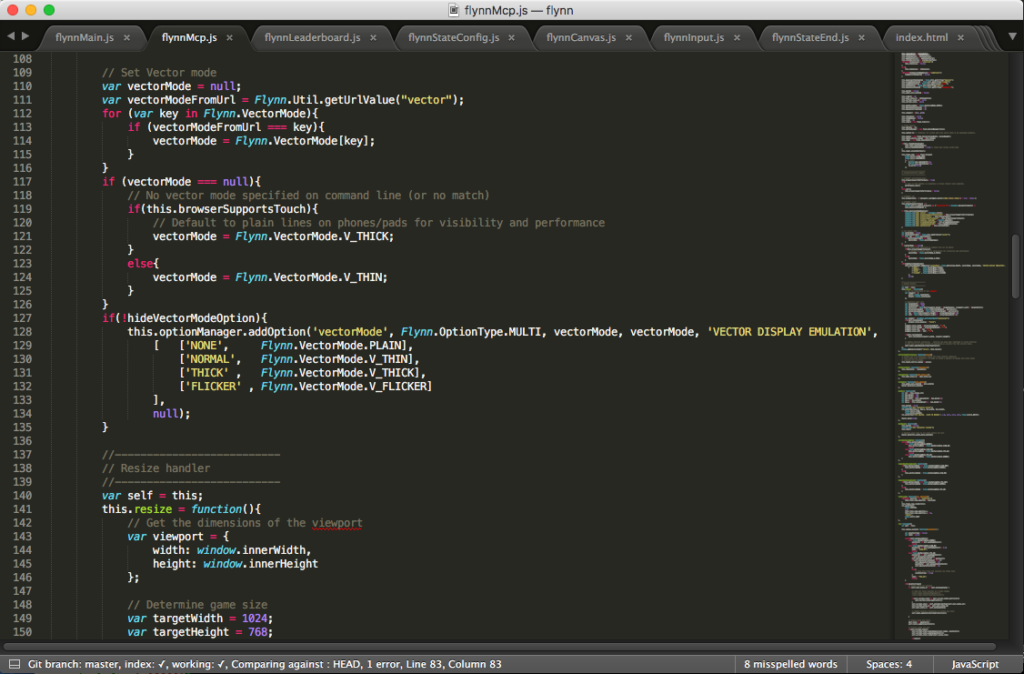 flynnMcp.js — flynn
flynnMain.js × flynnMcp.js × flynnLeaderboard.js × flynnStateConfig.js × flynnCanvas.js × flynnInput.js × flynnStateEnd.js × index.html ×
108
109 // Set Vector mode
110 var vectorMode = null;
111 var vectorModeFromUrl = Flynn.Util.getUrlValue("vector");
112 for (var key in Flynn.VectorMode){
113 if (vectorModeFromUrl === key){
114 vectorMode = Flynn.VectorMode[key];
115 }
116 }
117 if (vectorMode === null){
118 // No vector mode specified on command line (or no match)
119 if(this.browserSupportsTouch){
120 // Default to plain lines on phones/pads for visibility and performance
121 vectorMode = Flynn.VectorMode.V_THICK;
122 }
123 else{
124 vectorMode = Flynn.VectorMode.V_THIN;
125 }
126 }
127 if(!hideVectorModeOption){
128 this.optionManager.addOption('vectorMode', Flynn.OptionType.MULTI, vectorMode, vectorMode, 'VECTOR DISPLAY EMULATION',
129 [ ['NONE', Flynn.VectorMode.PLAIN],
130 ['NORMAL', Flynn.VectorMode.V_THIN],
131 ['THICK' , Flynn.VectorMode.V_THICK],
132 ['FLICKER' , Flynn.VectorMode.V_FLICKER]
133 ],
134 null);
135 }
136
137 //--------------------------
138 // Resize handler
139 //--------------------------
140 var self = this;
141 this.resize = function(){
142 // Get the dimensions of the viewport
143 var viewport = {
144 width: window.innerWidth,
145 height: window.innerHeight
146 };
147
148 // Determine game size
149 var targetWidth = 1024;
150 var targetHeight = 768;
Git branch: master, index: ✓, working: ✓, Comparing against : HEAD, 1 error, Line 83, Column 83 8 misspelled words Spaces: 4 JavaScript